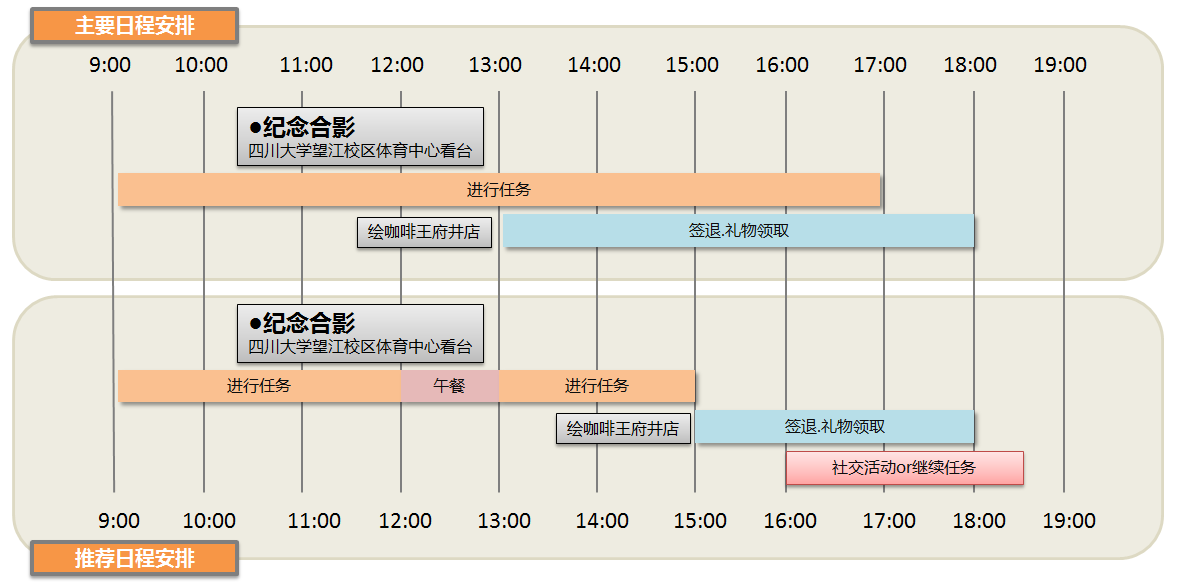 主要日程安排
9:00 10:00 11:00 12:00 13:00 14:00 15:00 16:00 17:00 18:00 19:00
●纪念合影
四川大学望江校区体育中心看台
进行任务
绘咖啡王府井店
签退.礼物领取
●纪念合影
四川大学望江校区体育中心看台
进行任务 午餐 进行任务
绘咖啡王府井店
签退.礼物领取
社交活动or继续任务
9:00 10:00 11:00 12:00 13:00 14:00 15:00 16:00 17:00 18:00 19:00
推荐日程安排